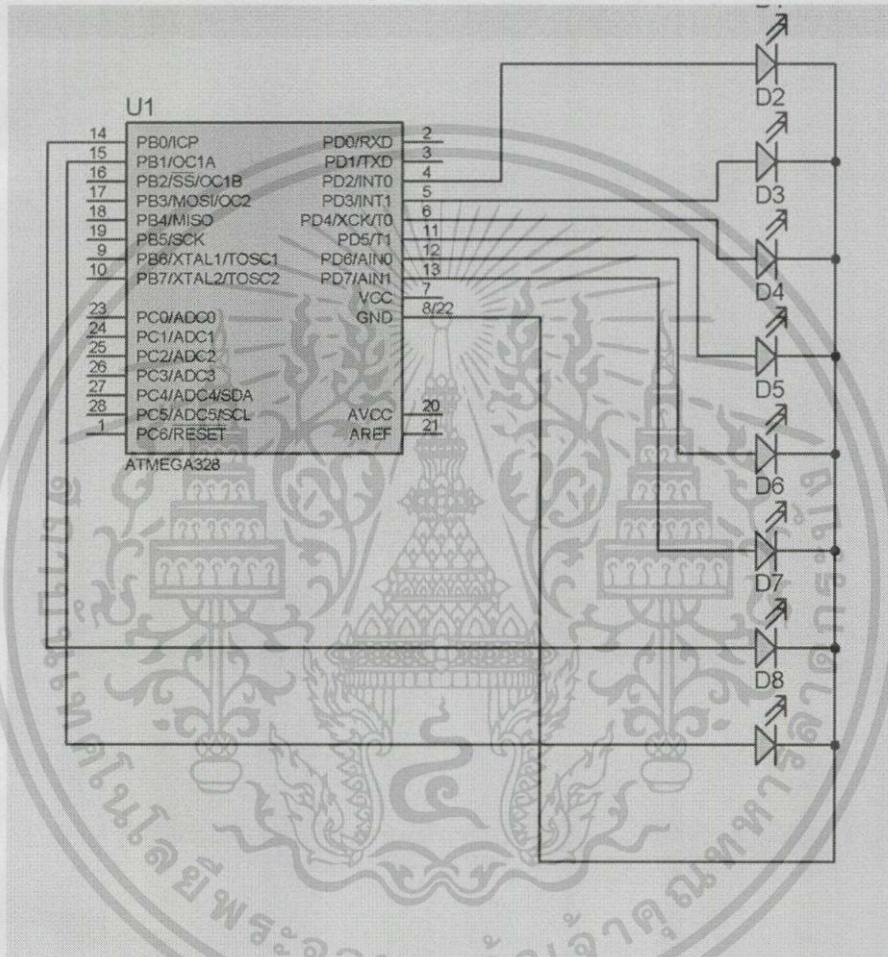 U1
14 PB0/ICP PD0/RXD 2
15 PB1/OC1A PD1/TXD 3
16 PB2/SS/OC1B PD2/INT0 4
17 PB3/MOSI/OC2 PD3/INT1 5
18 PB4/MISO PD4/XCK/T0 6
19 PB5/SCK PD5/T1 11
9 PB6/XTAL1/TOSC1 PD6/AIN0 12
10 PB7/XTAL2/TOSC2 PD7/AIN1 13
VCC 7
23 PC0/ADC0 GND 8/22
24 PC1/ADC1
25 PC2/ADC2
26 PC3/ADC3
27 PC4/ADC4/SDA
28 PC5/ADC5/SCL AVCC 20
1 PC6/RESET AREF 21
ATMEGA328
D2
D3
D4
D5
D6
D7
D8